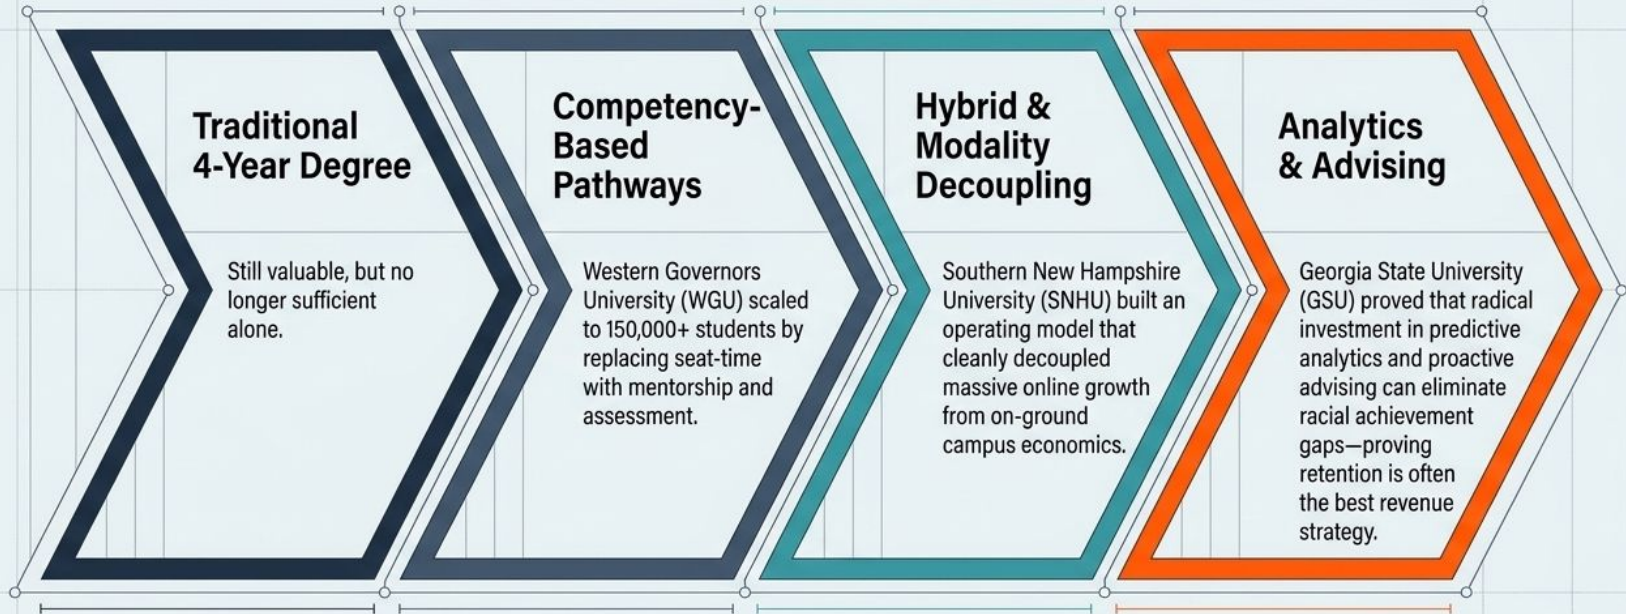 Traditional
4-Year Degree
Still valuable, but no
longer sufficient
alone.
Competency-
Based
Pathways
Western Governors
University (WGU) scaled
to 150,000+ students by
replacing seat-time
with mentorship and
assessment.
Hybrid &
Modality
Decoupling
Southern New Hampshire
University (SNHU) built an
operating model that
cleanly decoupled
massive online growth
from on-ground
campus economics.
Analytics
& Advising
Georgia State University
(GSU) proved that radical
investment in predictive
analytics and proactive
advising can eliminate
racial achievement
gaps—proving
retention is often
the best revenue
strategy.